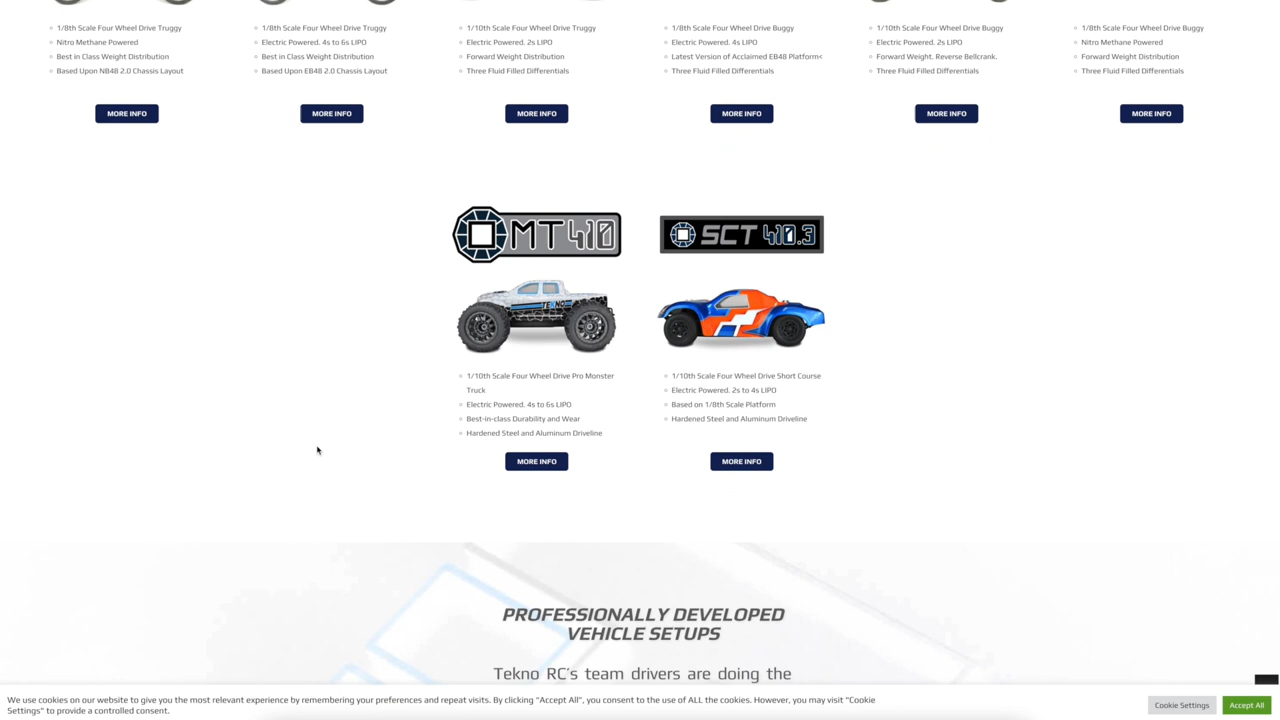 1/8th Scale Four Wheel Drive Truggy
Nitro Methane Powered
Best in Class Weight Distribution
Based Upon NB48 2.0 Chassis Layout
MORE INFO
1/8th Scale Four Wheel Drive Truggy
Electric Powered. 4s to 6s LIPO
Best in Class Weight Distribution
Based Upon EB48 2.0 Chassis Layout
MORE INFO
1/10th Scale Four Wheel Drive Truggy
Electric Powered. 2s LIPO
Forward Weight Distribution
Three Fluid Filled Differentials
MORE INFO
1/8th Scale Four Wheel Drive Buggy
Electric Powered. 4s LIPO
Latest Version of Acclaimed EB48 Platform<
Three Fluid Filled Differentials
MORE INFO
1/10th Scale Four Wheel Drive Buggy
Electric Powered. 2s LIPO
Forward Weight. Reverse Bellcrank.
Three Fluid Filled Differentials
MORE INFO
1/8th Scale Four Wheel Drive Buggy
Nitro Methane Powered
Forward Weight Distribution
Three Fluid Filled Differentials
MORE INFO
MT410
TEKNO
1/10th Scale Four Wheel Drive Pro Monster
Truck
Electric Powered. 4s to 6s LIPO
Best-in-class Durability and Wear
Hardened Steel and Aluminum Driveline
MORE INFO
SCT 410.3
1/10th Scale Four Wheel Drive Short Course
Electric Powered. 2s to 4s LIPO
Based on 1/8th Scale Platform
Hardened Steel and Aluminum Driveline
MORE INFO
PROFESSIONALLY DEVELOPED
VEHICLE SETUPS
Tekno RC's team drivers are doing the
We use cookies on our website to give you the most relevant experience by remembering your preferences and repeat visits. By clicking "Accept All", you consent to the use of ALL the cookies. However, you may visit "Cookie
Settings" to provide a controlled consent.
Cookie Settings
Accept All